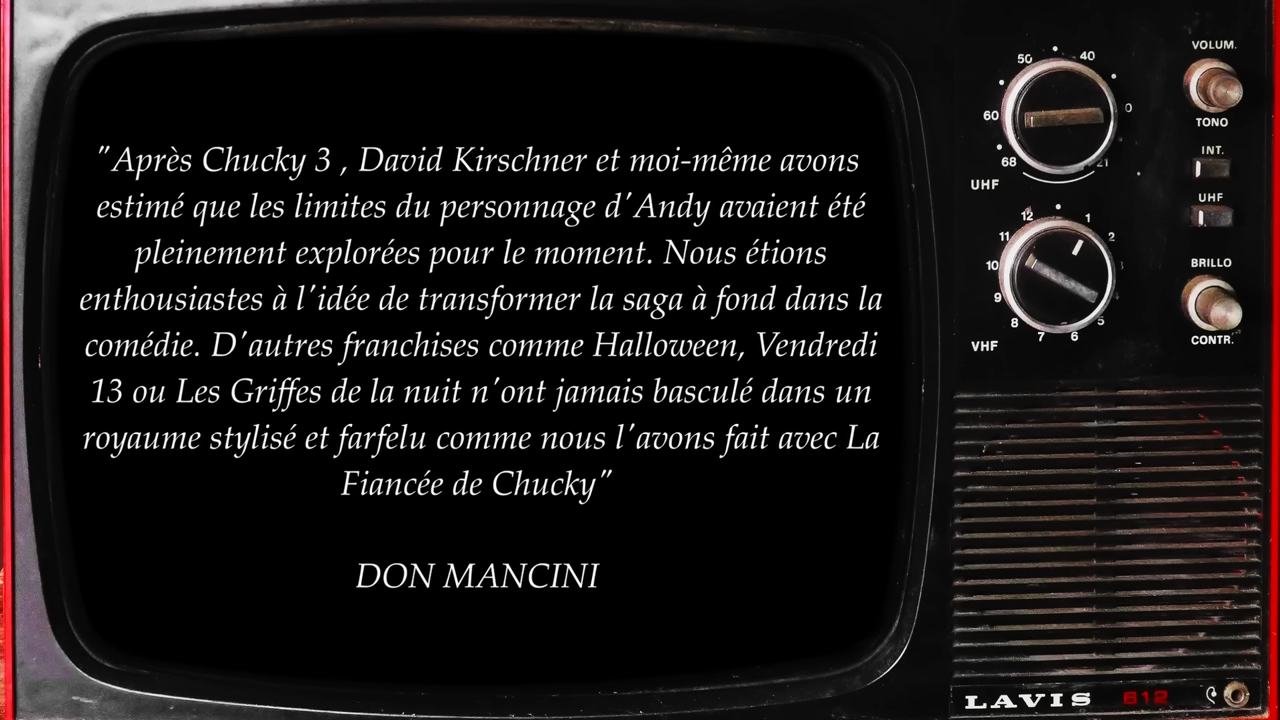 "Après Chucky 3 , David Kirschner et moi-même avons
estimé que les limites du personnage d'Andy avaient été
pleinement explorées pour le moment. Nous étions
enthousiastes à l'idée de transformer la saga à fond dans la
comédie. D'autres franchises comme Halloween, Vendredi
13 ou Les Griffes de la nuit n'ont jamais basculé dans un
royaume stylisé et farfelu comme nous l'avons fait avec La
Fiancée de Chucky"
DON MANCINI
VOLUM.
50 40
60 0
TONO
68 21
INT.
UHF
UHF
12 1
11 2
10 3
BRILLO
9
8 5
7 6
VHF
CONTR.
LAVIS 612